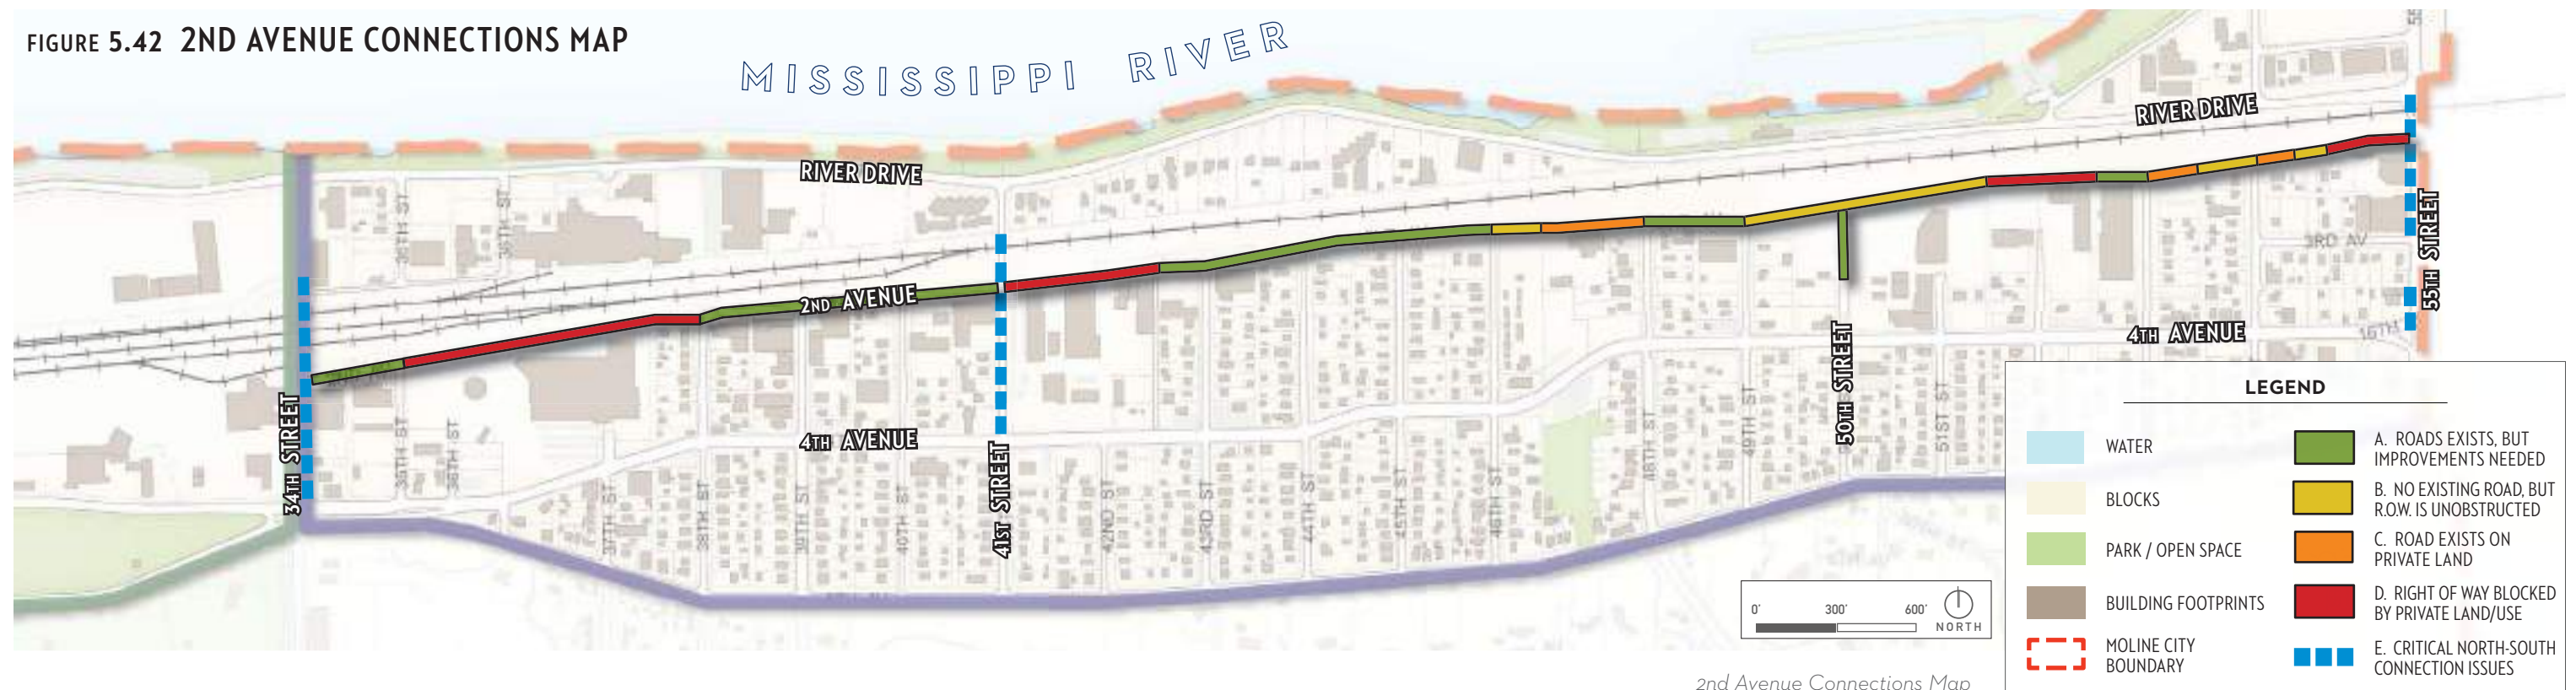 FIGURE 5.42 2ND AVENUE CONNECTIONS MAP
MISSISSIPPI RIVER
RIVER DRIVE
RIVER DRIVE
35TH ST
36TH ST
2ND AVENUE
3RD AV
55TH STREET
4TH AVENUE
16TH
34TH STREET
35TH ST
36TH ST
4TH AVENUE
41ST STREET
50TH STREET
37TH ST
38TH ST
39TH ST
40TH ST
42ND ST
43RD ST
44TH ST
45TH ST
46TH ST
48TH ST
49TH ST
51ST ST
0' 300' 600'
NORTH
LEGEND
WATER
BLOCKS
PARK / OPEN SPACE
BUILDING FOOTPRINTS
MOLINE CITY
BOUNDARY
A. ROADS EXISTS, BUT
IMPROVEMENTS NEEDED
B. NO EXISTING ROAD, BUT
R.O.W. IS UNOBSTRUCTED
C. ROAD EXISTS ON
PRIVATE LAND
D. RIGHT OF WAY BLOCKED
BY PRIVATE LAND/USE
E. CRITICAL NORTH-SOUTH
CONNECTION ISSUES
2nd Avenue Connections Map